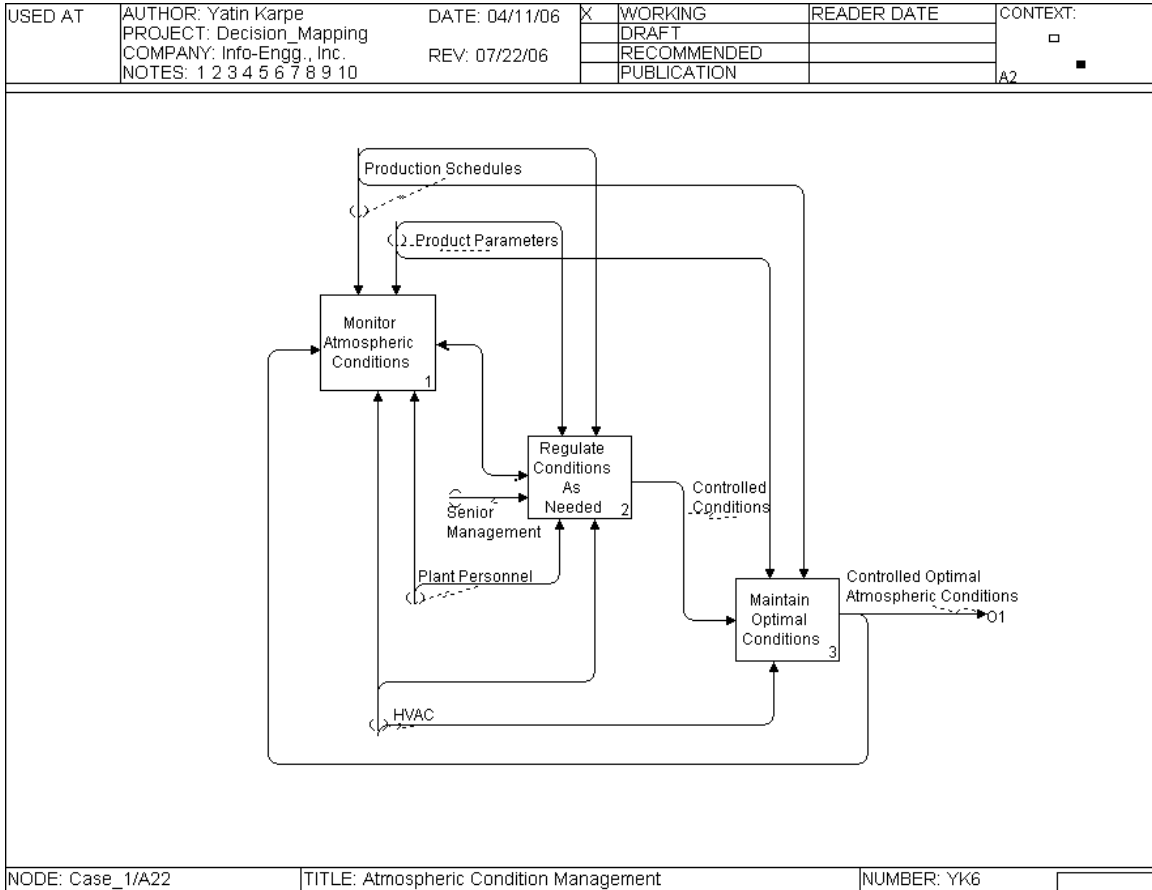 USED AT
AUTHOR: Yatin Karpe
DATE: 04/11/06
X
WORKING
READER DATE
CONTEXT:
PROJECT: Decision_Mapping
DRAFT
COMPANY: Info-Engg., Inc.
REV: 07/22/06
RECOMMENDED
NOTES: 1 2 3 4 5 6 7 8 9 10
PUBLICATION
A2
Production Schedules
Product Parameters
Monitor
Atmospheric
Conditions
1
Regulate
Conditions
As
Needed
2
Senior
Management
Controlled
Conditions
Plant Personnel
Maintain
Optimal
Conditions
3
Controlled Optimal
Atmospheric Conditions
O1
HVAC
NODE: Case_1/A22
TITLE: Atmospheric Condition Management
NUMBER: YK6